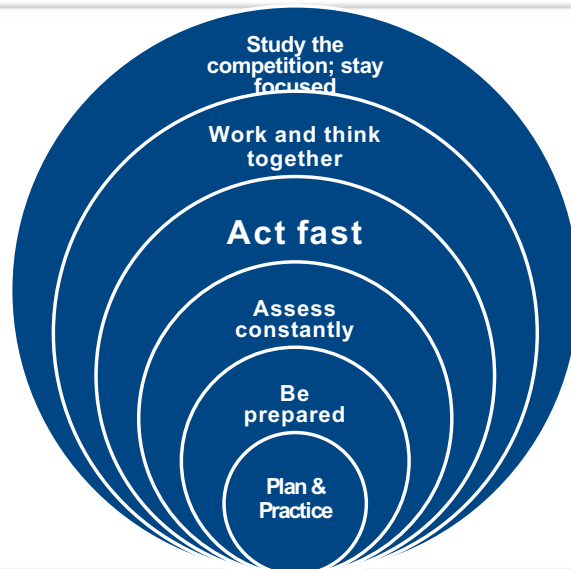 Study the
competition; stay
focused
Work and think
together
Act fast
Assess
constantly
Be
prepared
Plan &
Practice